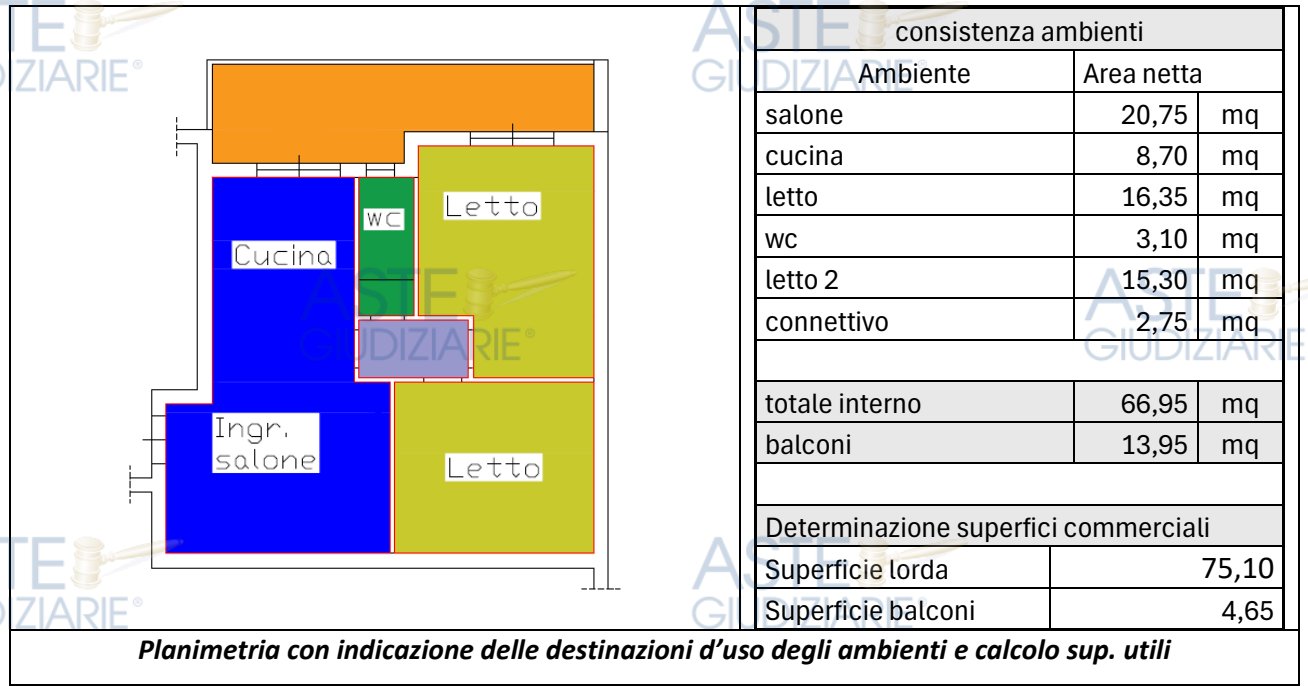 Letto
wc
Cucina
Ingr.
salone
Letto
consistenza ambienti
Ambiente Area netta
salone 20,75 mq
cucina 8,70 mq
letto 16,35 mq
wc 3,10 mq
letto 2 15,30 mq
connettivo 2,75 mq
totale interno 66,95 mq
balconi 13,95 mq
Determinazione superfici commerciali
Superficie lorda 75,10
Superficie balconi 4,65
Planimetria con indicazione delle destinazioni d’uso degli ambienti e calcolo sup. utili
ASTE
GIUDIZIARIE®